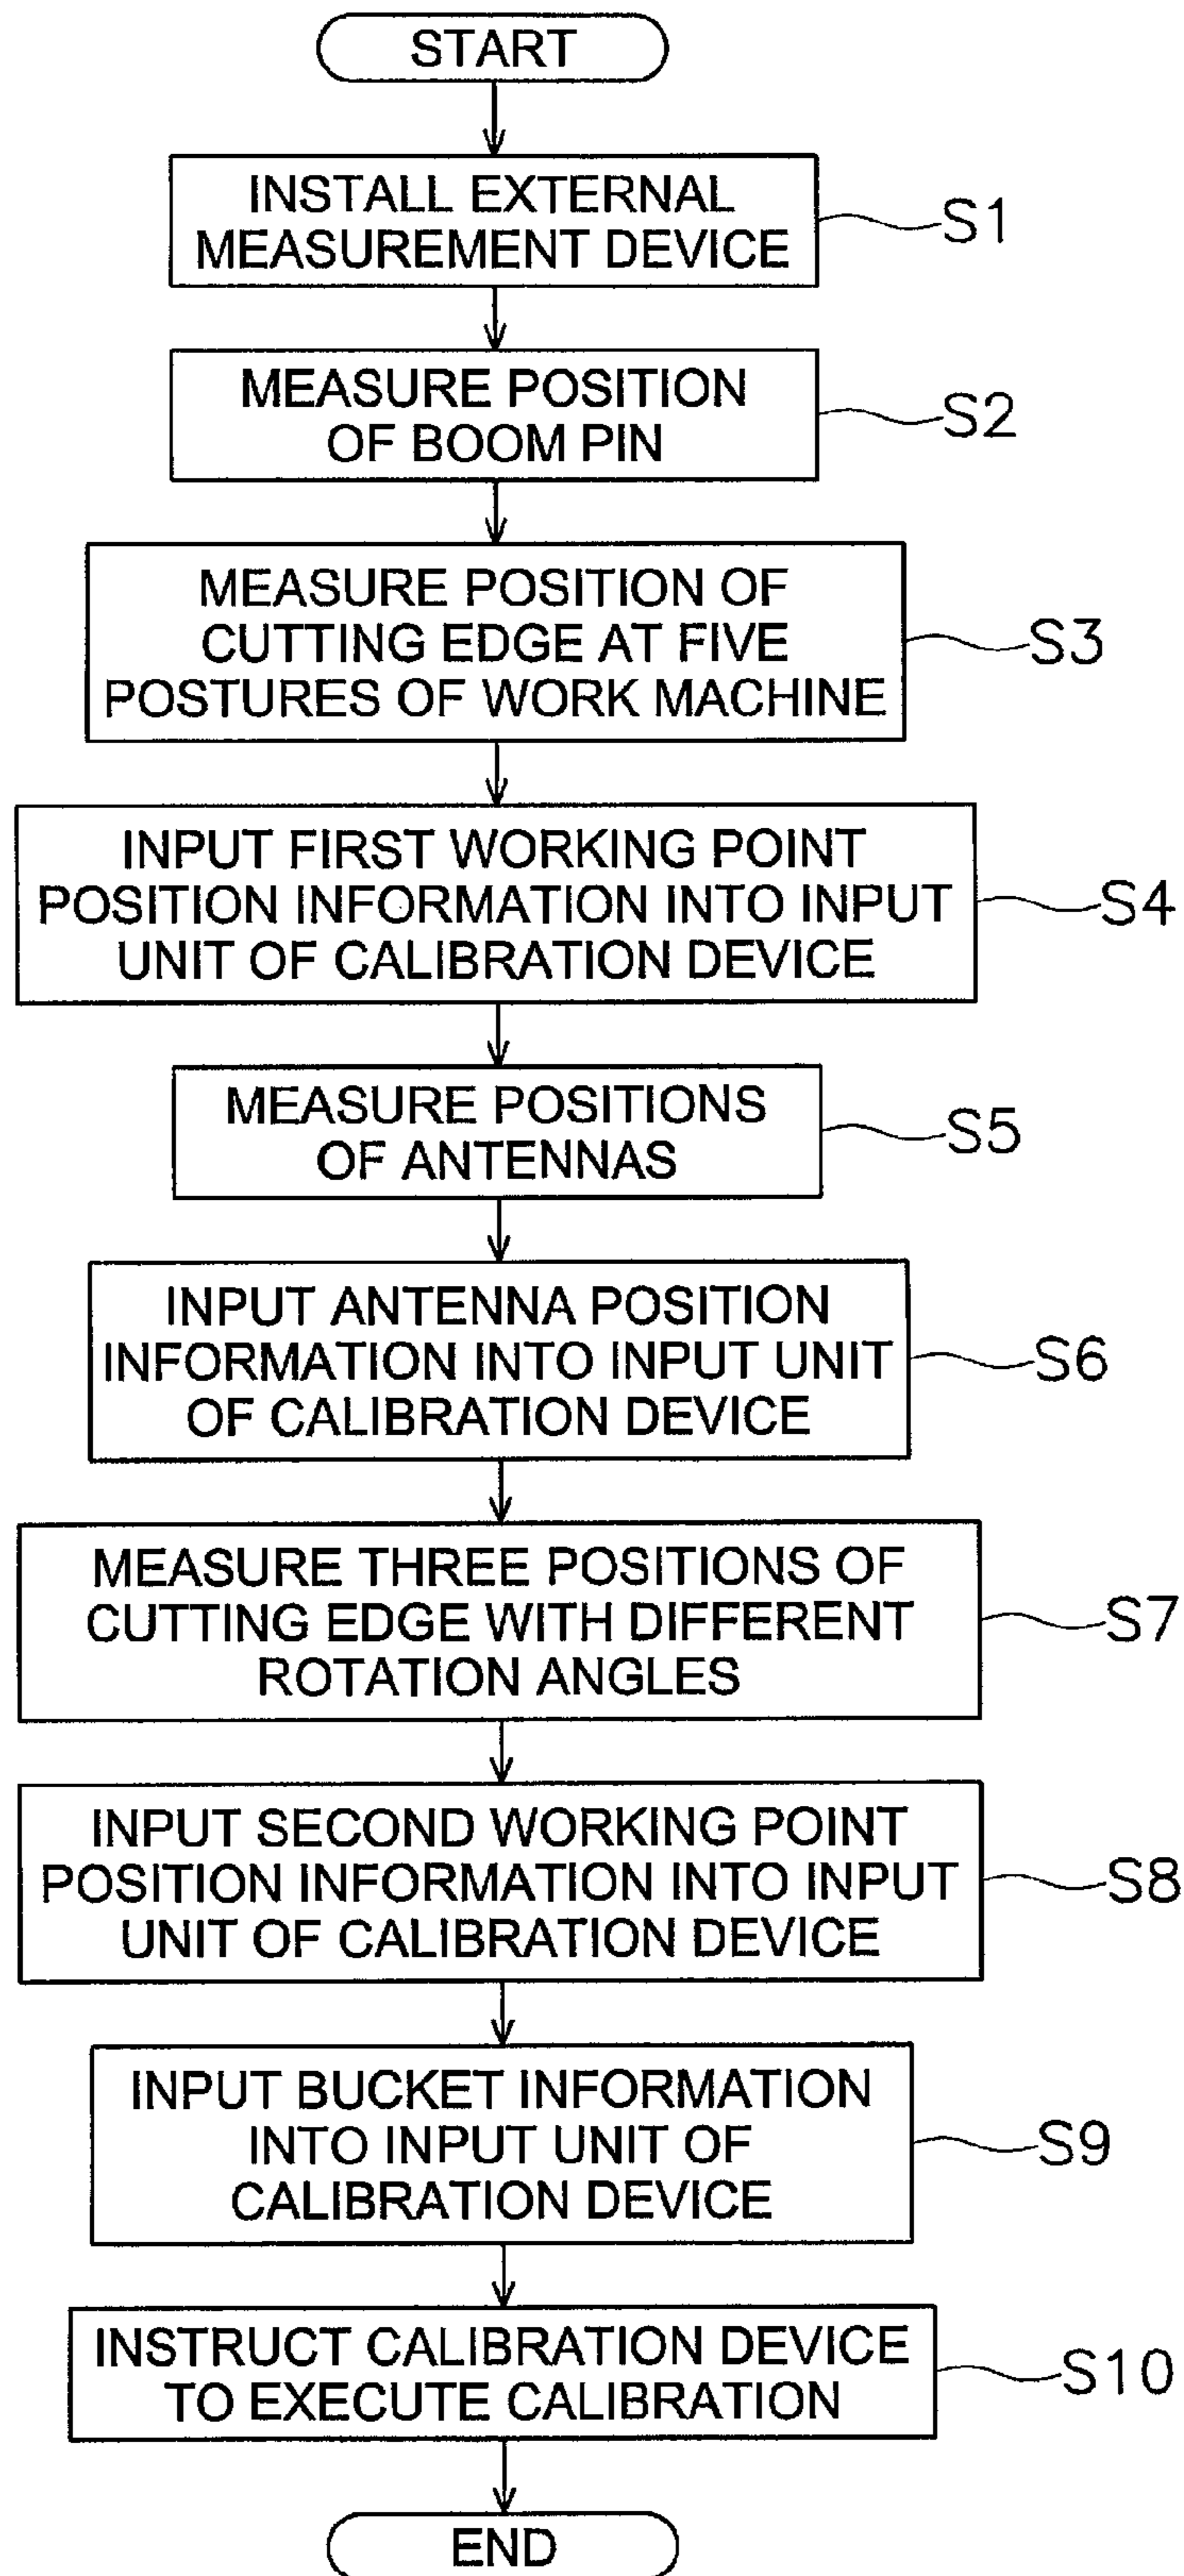 START
INSTALL EXTERNAL
MEASUREMENT DEVICE
S1
MEASURE POSITION
OF BOOM PIN
S2
MEASURE POSITION OF
CUTTING EDGE AT FIVE
POSTURES OF WORK MACHINE
S3
INPUT FIRST WORKING POINT
POSITION INFORMATION INTO INPUT
UNIT OF CALIBRATION DEVICE
S4
MEASURE POSITIONS
OF ANTENNAS
S5
INPUT ANTENNA POSITION
INFORMATION INTO INPUT UNIT
OF CALIBRATION DEVICE
S6
MEASURE THREE POSITIONS OF
CUTTING EDGE WITH DIFFERENT
ROTATION ANGLES
S7
INPUT SECOND WORKING POINT
POSITION INFORMATION INTO INPUT
UNIT OF CALIBRATION DEVICE
S8
INPUT BUCKET INFORMATION
INTO INPUT UNIT OF
CALIBRATION DEVICE
S9
INSTRUCT CALIBRATION DEVICE
TO EXECUTE CALIBRATION
S10
END